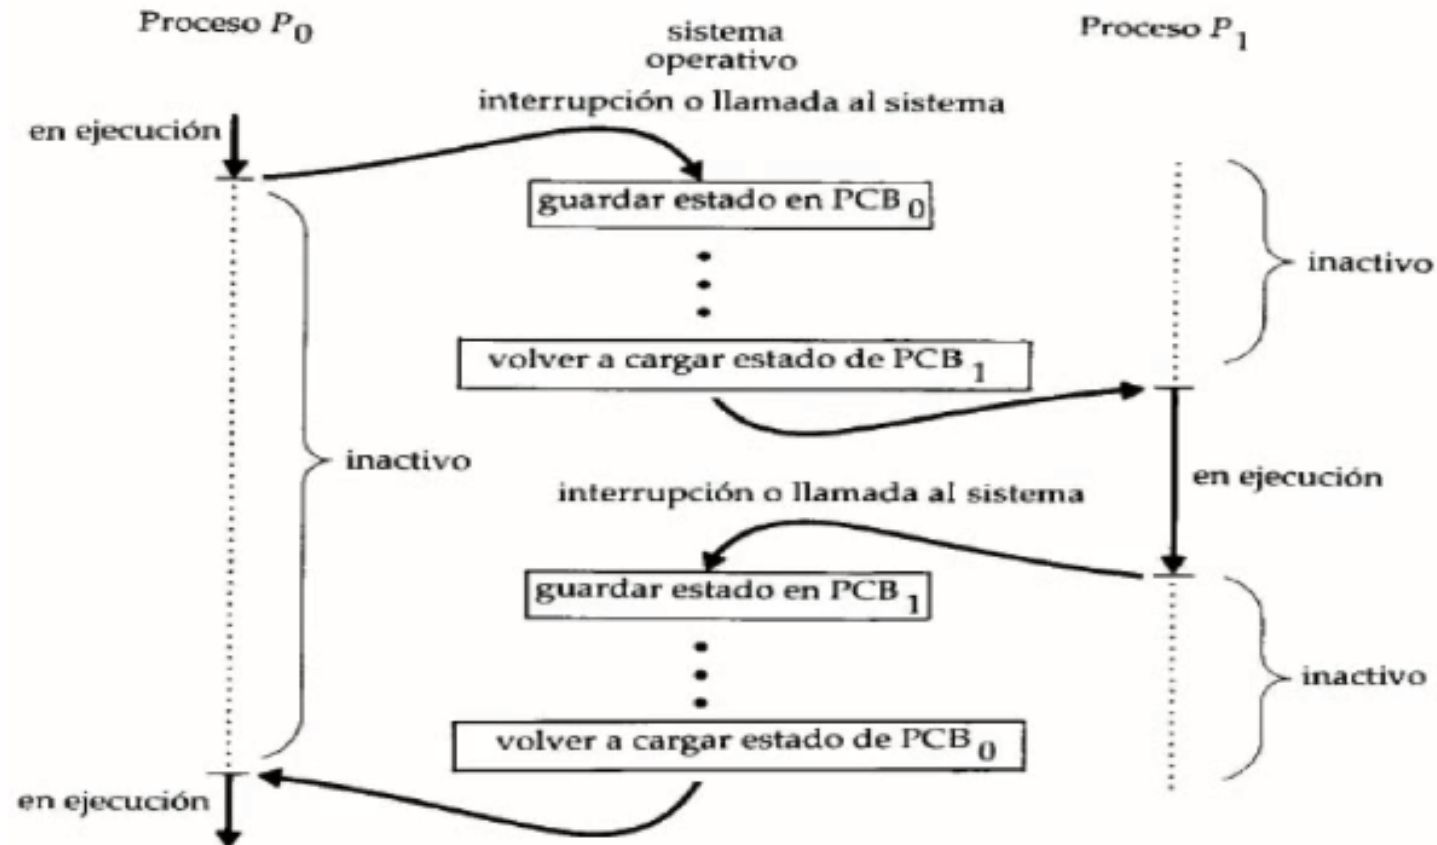 Proceso P0
sistema
operativo
Proceso P1
interrupción o llamada al sistema
en ejecución
guardar estado en PCB0
inactivo
volver a cargar estado de PCB1
inactivo
en ejecución
interrupción o llamada al sistema
guardar estado en PCB1
inactivo
volver a cargar estado de PCB0
en ejecución